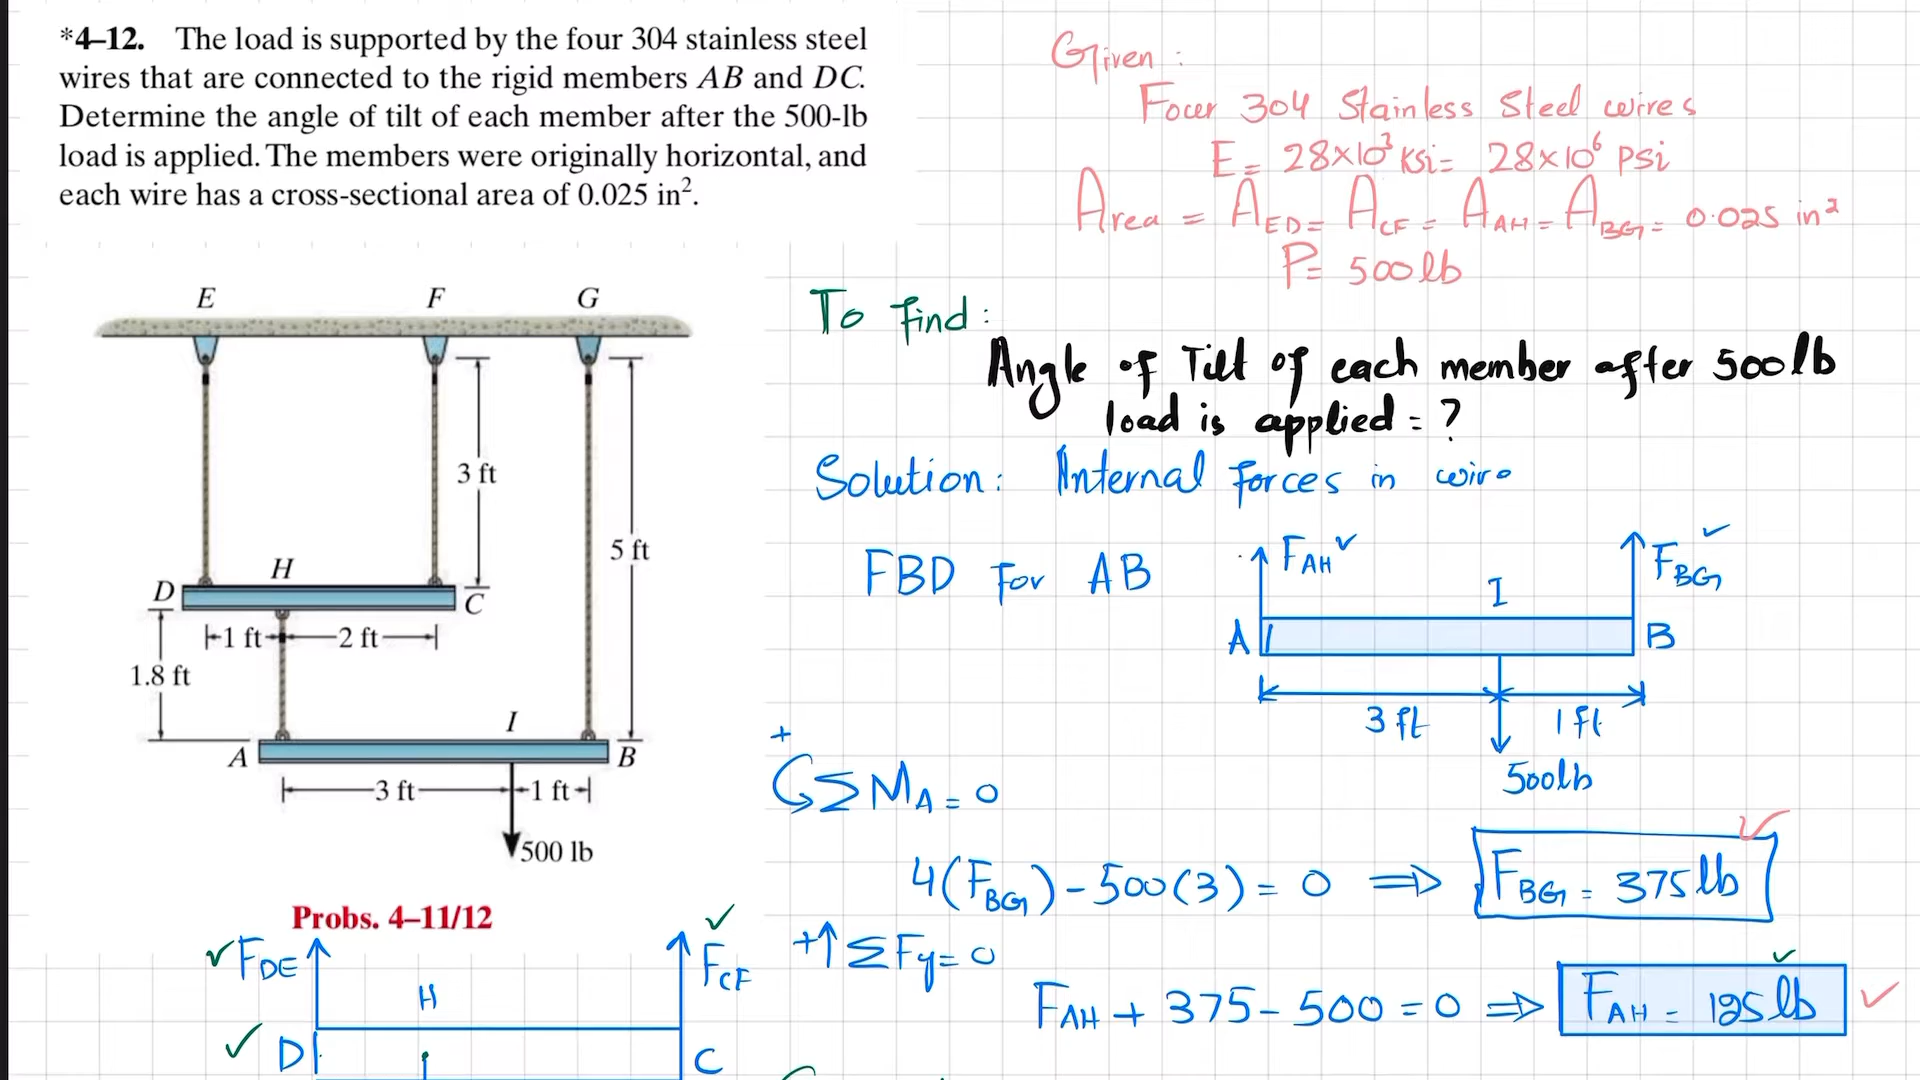 *4–12. The load is supported by the four 304 stainless steel
wires that are connected to the rigid members AB and DC.
Determine the angle of tilt of each member after the 500-lb
load is applied. The members were originally horizontal, and
each wire has a cross-sectional area of 0.025 in².
E F G
3 ft
5 ft
D H C
1 ft 2 ft
1.8 ft
I
A B
3 ft 1 ft
500 lb
Probs. 4–11/12
Given :
Four 304 Stainless Steel wires
E = 28×10³ ksi = 28×10⁶ psi
Area = A_ED = A_CF = A_AH = A_BG = 0.025 in²
P = 500 lb
To find :
Angle of Tilt of each member after 500 lb
load is applied = ?
Solution : Internal forces in wire
FBD for AB
F_AH ✓ F_BG ✓
I
A B
3 ft 1 ft
500 lb
+ ↺ ΣM_A = 0
4(F_BG) - 500(3) = 0 ⇒ F_BG = 375 lb ✓
+↑ ΣFy = 0
F_AH + 375 - 500 = 0 ⇒ F_AH = 125 lb ✓
✓ F_DE F_CF ✓
H
✓ D C